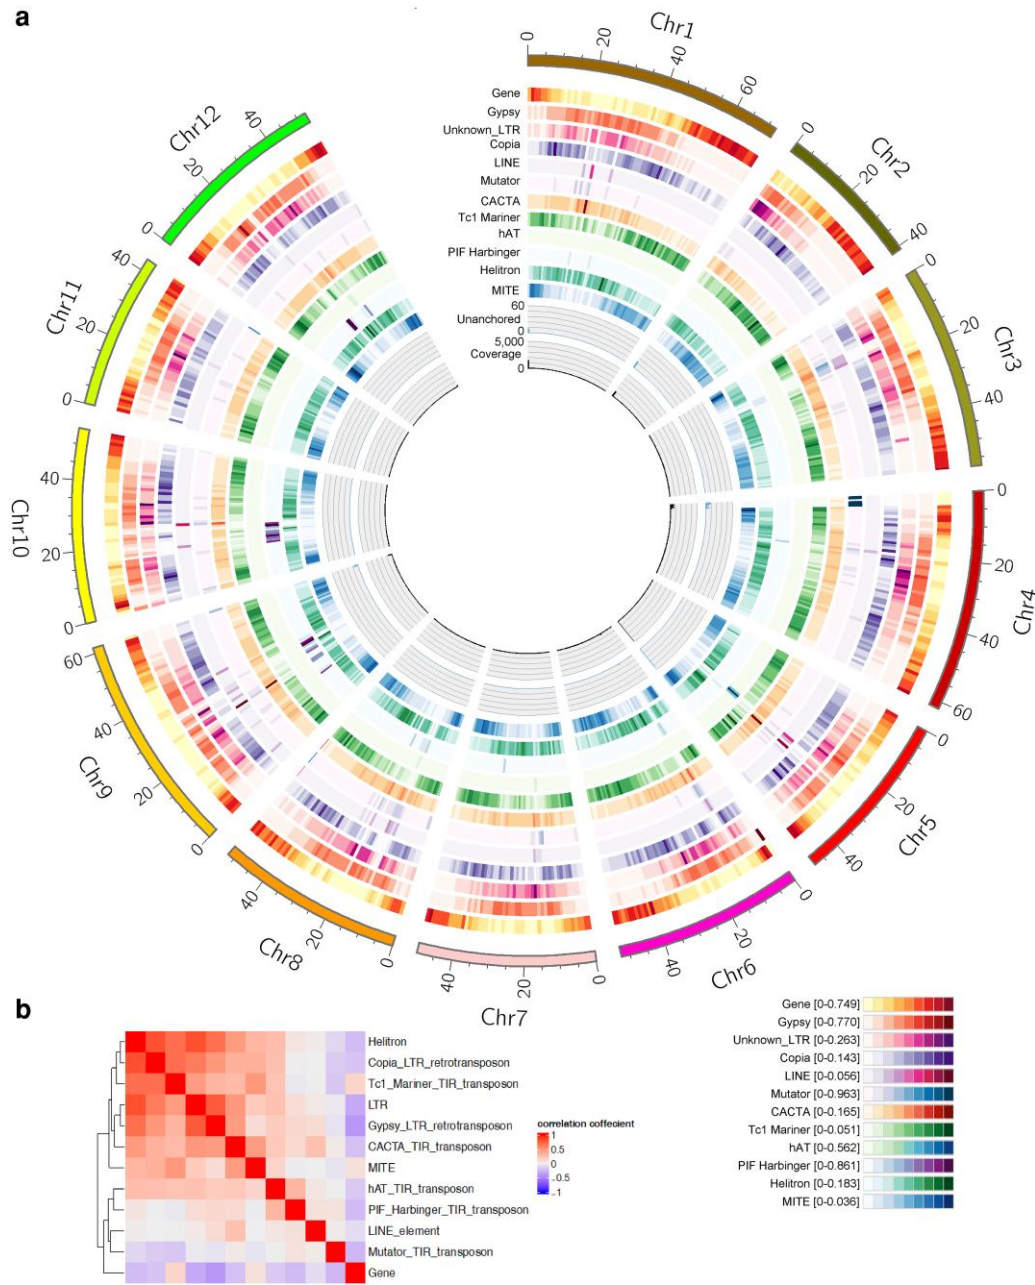 a
Chr1
0
20
40
60
Chr2
0
20
40
Chr3
0
20
40
Chr4
0
20
40
60
Chr5
0
20
40
Chr6
0
20
40
Chr7
0
20
40
Chr8
0
20
40
Chr9
0
20
40
60
Chr10
0
20
40
Chr11
0
20
40
Chr12
0
20
40
Gene
Gypsy
Unknown_LTR
Copia
LINE
Mutator
CACTA
Tc1 Mariner
hAT
PIF Harbinger
Helitron
MITE
60
Unanchored
0
5,000
Coverage
0
b
Helitron
Copia_LTR_retrotransposon
Tc1_Mariner_TIR_transposon
LTR
Gypsy_LTR_retrotransposon
CACTA_TIR_transposon
MITE
hAT_TIR_transposon
PIF_Harbinger_TIR_transposon
LINE_element
Mutator_TIR_transposon
Gene
correlation coffecient
1
0.5
0
-0.5
-1
Gene [0-0.749]
Gypsy [0-0.770]
Unknown_LTR [0-0.263]
Copia [0-0.143]
LINE [0-0.056]
Mutator [0-0.963]
CACTA [0-0.165]
Tc1 Mariner [0-0.051]
hAT [0-0.562]
PIF Harbinger [0-0.861]
Helitron [0-0.183]
MITE [0-0.036]